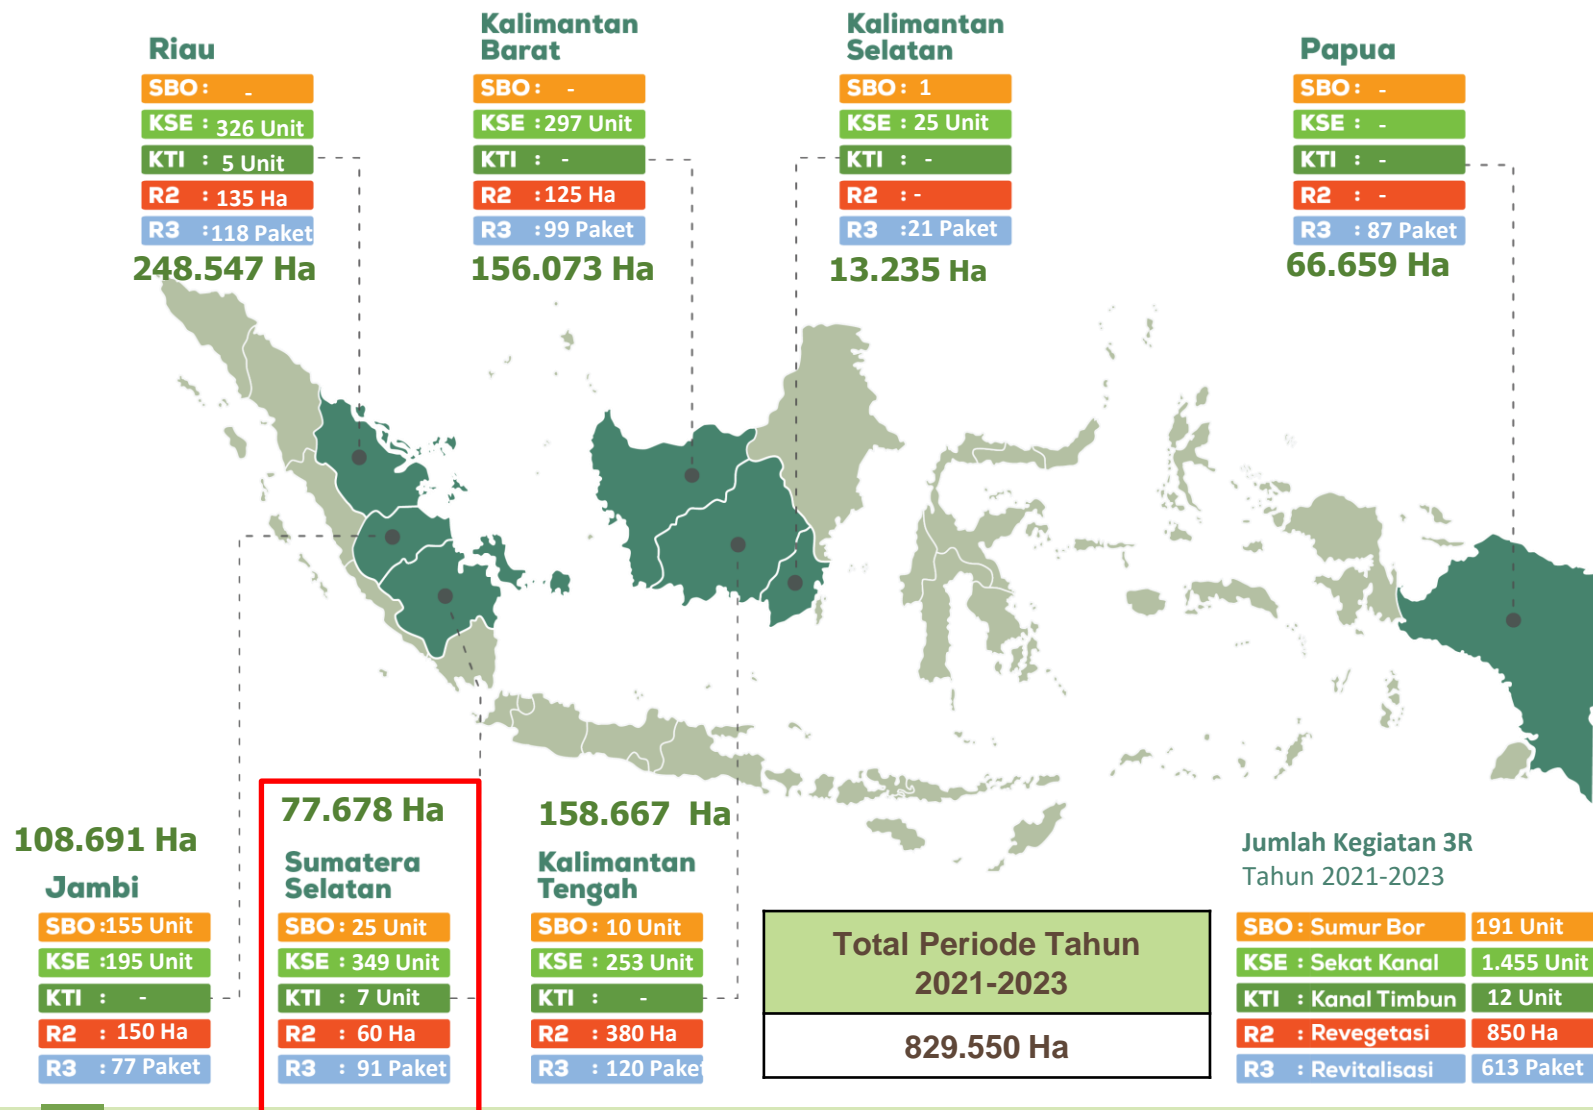 Riau
SBO : -
KSE : 326 Unit
KTI : 5 Unit
R2 : 135 Ha
R3 : 118 Paket
248.547 Ha
Kalimantan
Barat
SBO : -
KSE : 297 Unit
KTI : -
R2 : 125 Ha
R3 : 99 Paket
156.073 Ha
Kalimantan
Selatan
SBO : 1
KSE : 25 Unit
KTI : -
R2 : -
R3 : 21 Paket
13.235 Ha
Papua
SBO : -
KSE : -
KTI : -
R2 : -
R3 : 87 Paket
66.659 Ha
108.691 Ha
Jambi
SBO : 155 Unit
KSE : 195 Unit
KTI : -
R2 : 150 Ha
R3 : 77 Paket
77.678 Ha
Sumatera
Selatan
SBO : 25 Unit
KSE : 349 Unit
KTI : 7 Unit
R2 : 60 Ha
R3 : 91 Paket
158.667 Ha
Kalimantan
Tengah
SBO : 10 Unit
KSE : 253 Unit
KTI : -
R2 : 380 Ha
R3 : 120 Paket
Total Periode Tahun
2021-2023
829.550 Ha
Jumlah Kegiatan 3R
Tahun 2021-2023
SBO : Sumur Bor 191 Unit
KSE : Sekat Kanal 1.455 Unit
KTI : Kanal Timbun 12 Unit
R2 : Revegetasi 850 Ha
R3 : Revitalisasi 613 Paket